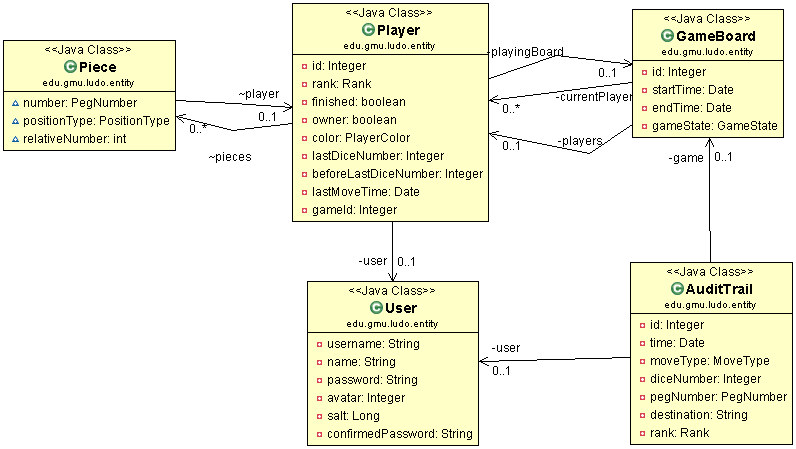 <<Java Class>>
Piece
edu.gmu.ludo.entity
number: PegNumber
positionType: PositionType
relativeNumber: int
~player
0..1
0..*
~pieces
<<Java Class>>
Player
edu.gmu.ludo.entity
id: Integer
rank: Rank
finished: boolean
owner: boolean
color: PlayerColor
lastDiceNumber: Integer
beforeLastDiceNumber: Integer
lastMoveTime: Date
gameId: Integer
-playingBoard
0..1
-currentPlayer
0..*
-players
0..1
<<Java Class>>
GameBoard
edu.gmu.ludo.entity
id: Integer
startTime: Date
endTime: Date
gameState: GameState
-game
0..1
-user
0..1
<<Java Class>>
User
edu.gmu.ludo.entity
username: String
name: String
password: String
avatar: Integer
salt: Long
confirmedPassword: String
-user
0..1
<<Java Class>>
AuditTrail
edu.gmu.ludo.entity
id: Integer
time: Date
moveType: MoveType
diceNumber: Integer
pegNumber: PegNumber
destination: String
rank: Rank